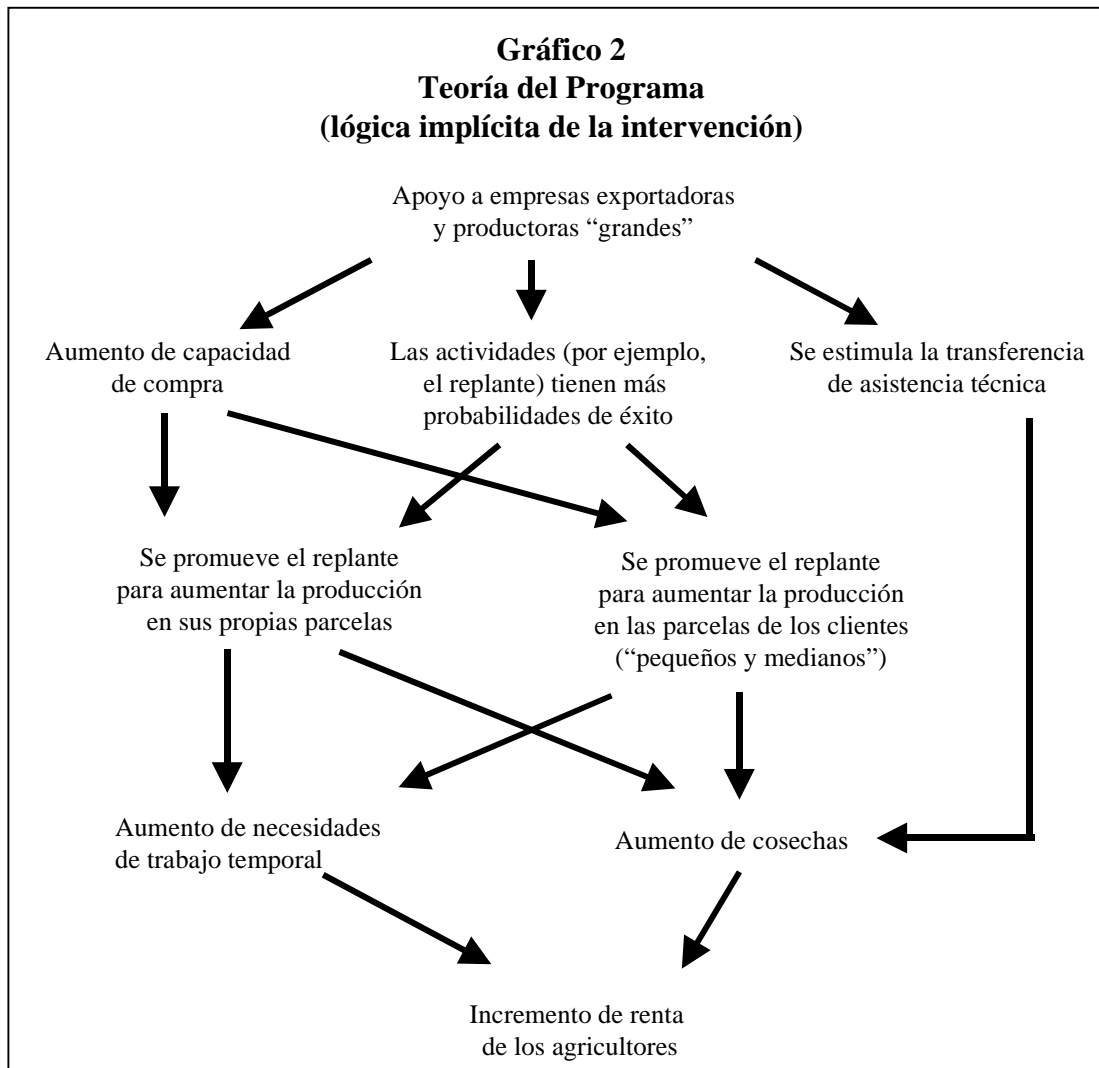 Gráfico 2
Teoría del Programa
(lógica implícita de la intervención)
Apoyo a empresas exportadoras
y productoras “grandes”
Aumento de capacidad
de compra
Las actividades (por ejemplo,
el replante) tienen más
probabilidades de éxito
Se estimula la transferencia
de asistencia técnica
Se promueve el replante
para aumentar la producción
en sus propias parcelas
Se promueve el replante
para aumentar la producción
en las parcelas de los clientes
(“pequeños y medianos”)
Aumento de necesidades
de trabajo temporal
Aumento de cosechas
Incremento de renta
de los agricultores